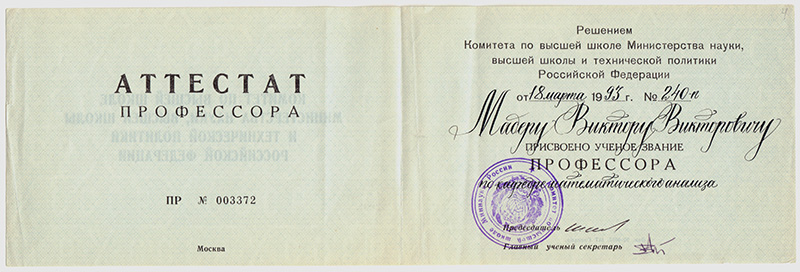 АТТЕСТАТ
ПРОФЕССОРА
ПР № 003372
Москва
4
Решением
Комитета по высшей школе Министерства науки,
высшей школы и технической политики
Российской Федерации
от 18 марта 1993 г. № 240-п
Мадеру Виктору Викторовичу
ПРИСВОЕНО УЧЕНОЕ ЗВАНИЕ
ПРОФЕССОРА
по кафедре математического анализа
Председатель
Главный ученый секретарь